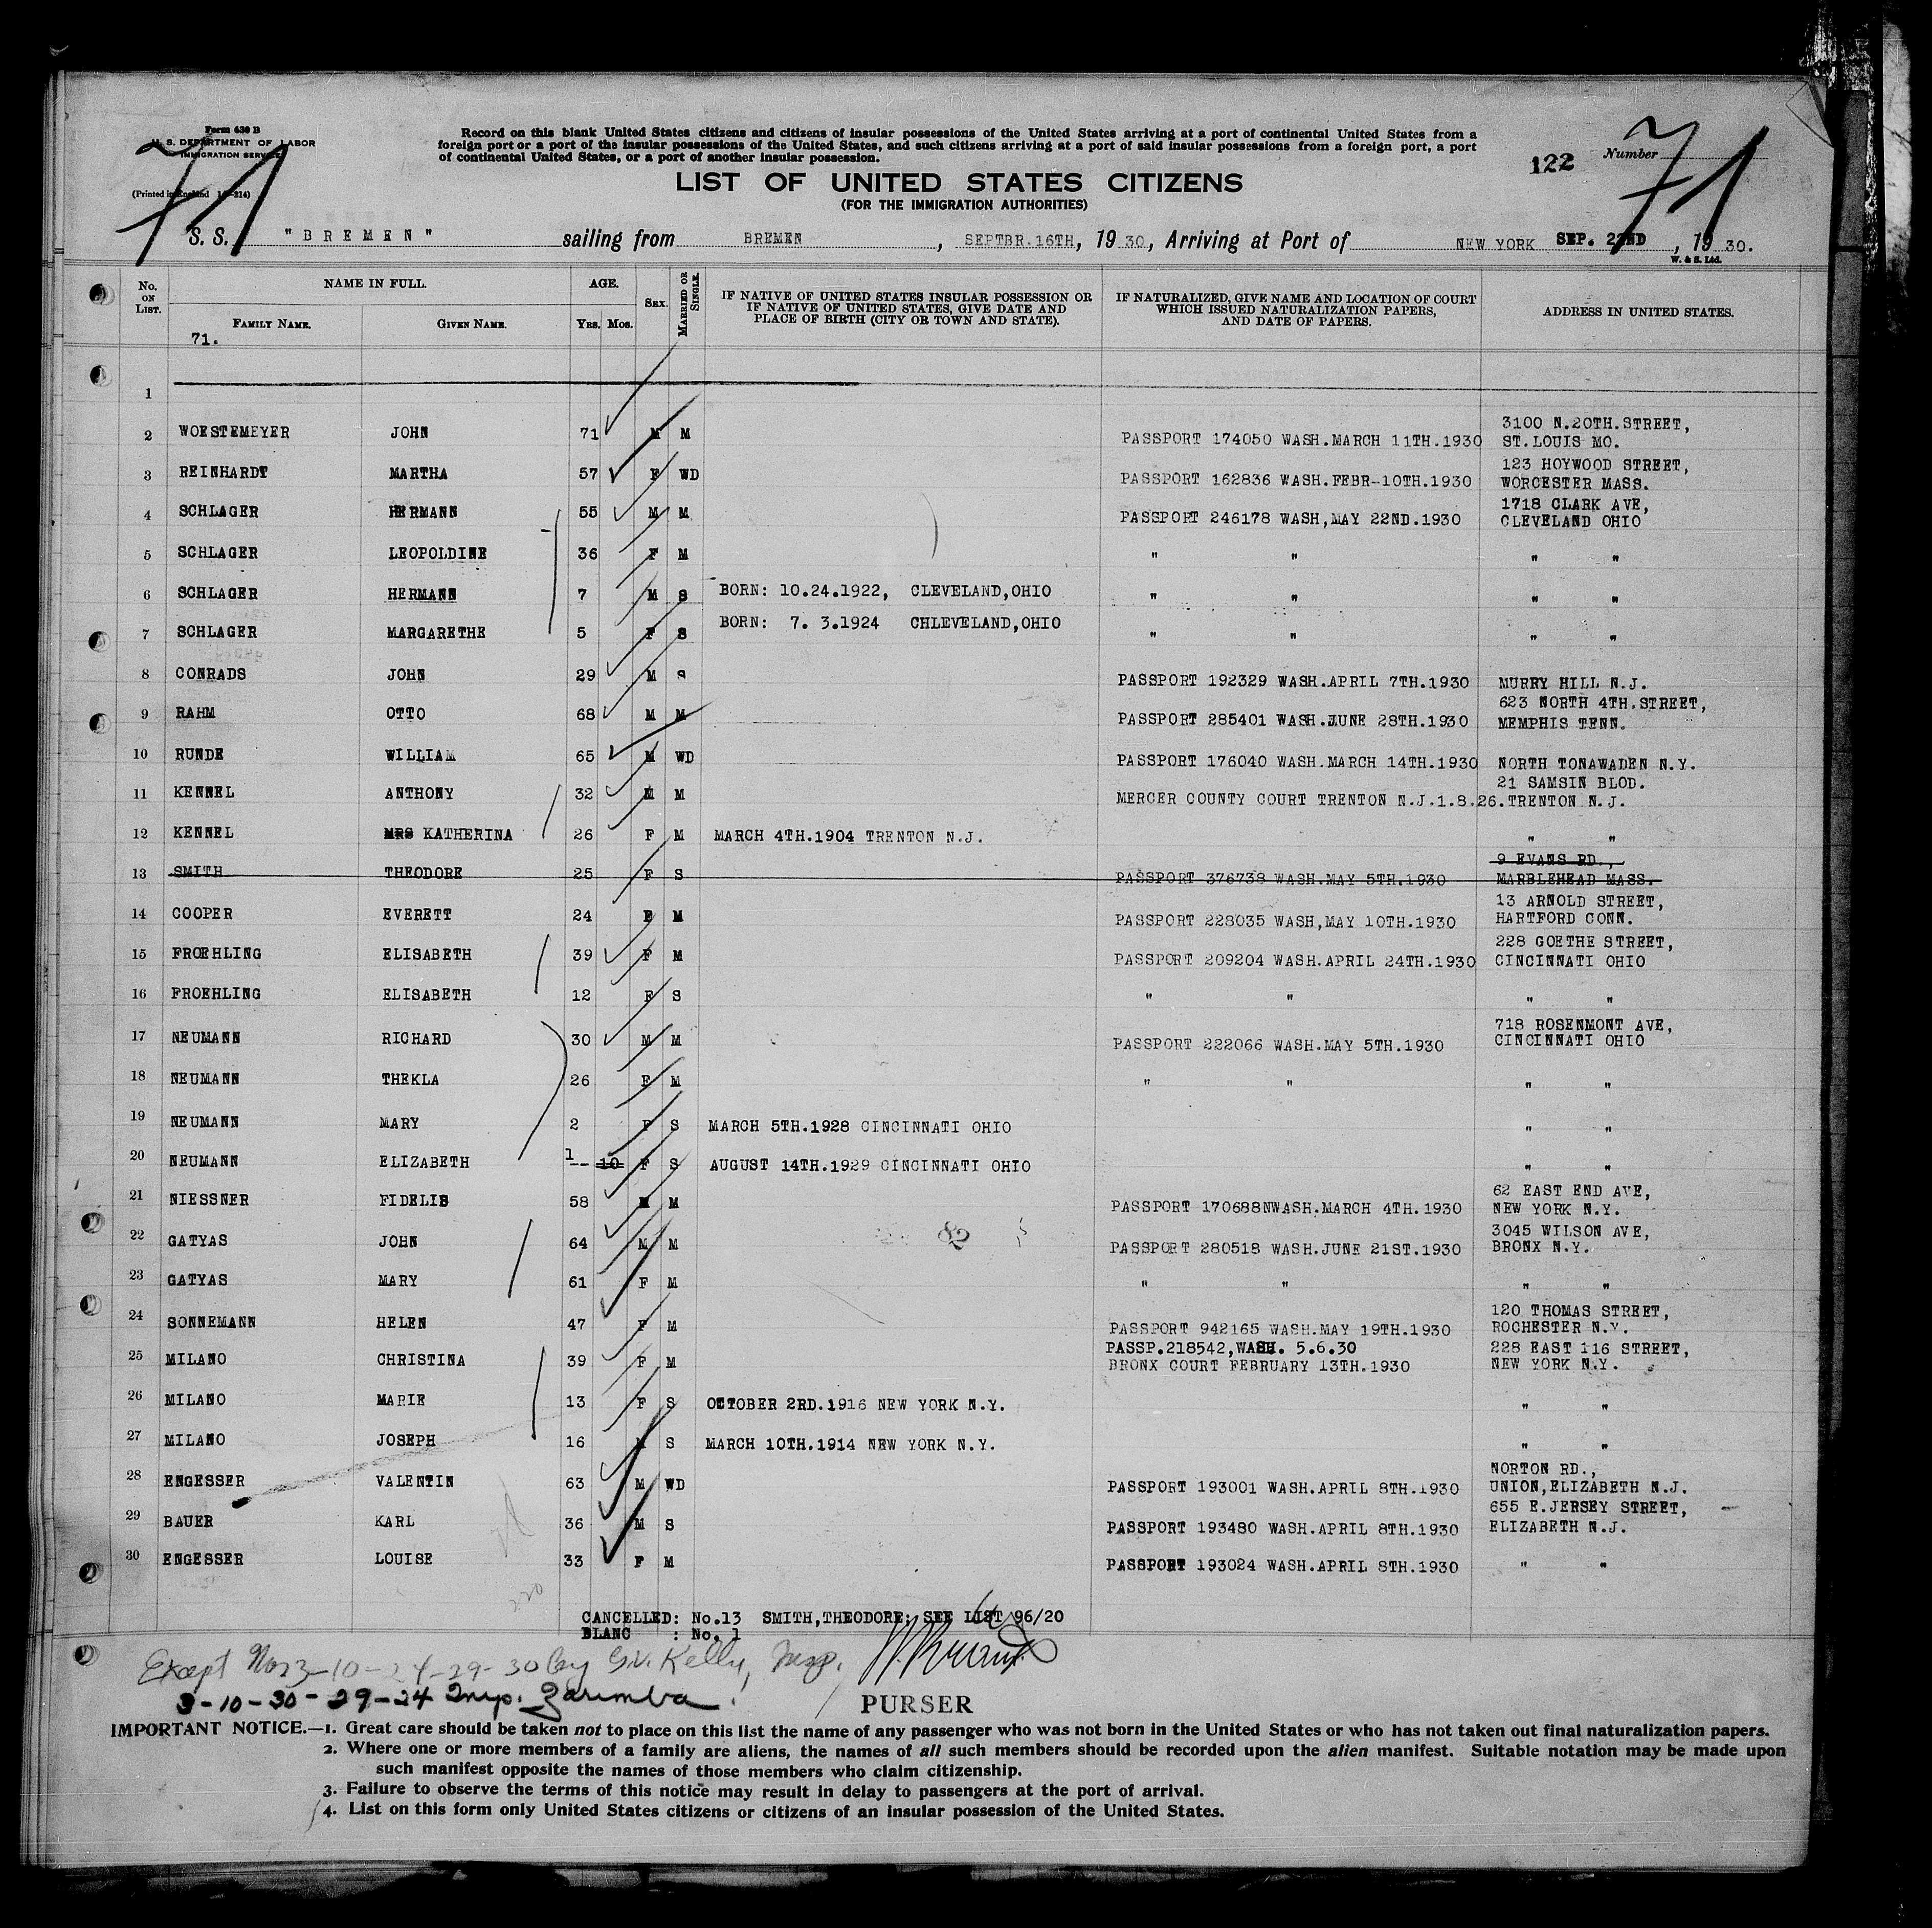 Form 630 B
U. S. DEPARTMENT OF LABOR
IMMIGRATION SERVICE
(Printed in England 214)
71
Record on this blank United States citizens and citizens of insular possessions of the United States arriving at a port of continental United States from a
foreign port or a port of the insular possessions of the United States, and such citizens arriving at a port of said insular possessions from a foreign port, a port
of continental United States, or a port of another insular possession.
122 Number 71
LIST OF UNITED STATES CITIZENS
(FOR THE IMMIGRATION AUTHORITIES)
S. S. "BREMEN" sailing from BREMEN, SEPTBR.16TH, 1930, Arriving at Port of NEW YORK SEP. 22ND, 1930.
W. & S. Ltd.
No. ON LIST. NAME IN FULL. FAMILY NAME. GIVEN NAME. AGE. Yrs. Mos. SEX. MARRIED OR SINGLE. IF NATIVE OF UNITED STATES INSULAR POSSESSION OR IF NATIVE OF UNITED STATES, GIVE DATE AND PLACE OF BIRTH (CITY OR TOWN AND STATE). IF NATURALIZED, GIVE NAME AND LOCATION OF COURT WHICH ISSUED NATURALIZATION PAPERS, AND DATE OF PAPERS. ADDRESS IN UNITED STATES.
71.
1
2 WOESTEMEYER JOHN 71 M M PASSPORT 174050 WASH.MARCH 11TH.1930 3100 N.20TH.STREET, ST.LOUIS MO.
3 REINHARDT MARTHA 57 F WD PASSPORT 162836 WASH.FEBR-10TH.1930 123 HOYWOOD STREET, WORCESTER MASS.
4 SCHLAGER HERMANN 55 M M PASSPORT 246178 WASH,MAY 22ND.1930 1718 CLARK AVE, CLEVELAND OHIO
5 SCHLAGER LEOPOLDINE 36 F M " " " "
6 SCHLAGER HERMANN 7 M S BORN: 10.24.1922, CLEVELAND,OHIO " " " "
7 SCHLAGER MARGARETHE 5 F S BORN: 7. 3.1924 CHLEVELAND,OHIO " " " "
8 CONRADS JOHN 29 M S PASSPORT 192329 WASH.APRIL 7TH.1930 MURRY HILL N.J.
9 RAHM OTTO 68 M M PASSPORT 285401 WASH.JUNE 28TH.1930 623 NORTH 4TH.STREET, MEMPHIS TENN.
10 RUNDE WILLIAM 65 M WD PASSPORT 176040 WASH.MARCH 14TH.1930 NORTH TONAWADEN N.Y.
11 KENNEL ANTHONY 32 M M MERCER COUNTY COURT TRENTON N.J.1.8.26. 21 SAMSIN BLOD. TRENTON N.J.
12 KENNEL MRS KATHERINA 26 F M MARCH 4TH.1904 TRENTON N.J. " "
13 SMITH THEODORE 25 F S PASSPORT 376738 WASH.MAY 5TH.1930 9 EVANS RD., MARBLEHEAD MASS.
14 COOPER EVERETT 24 M PASSPORT 228035 WASH,MAY 10TH.1930 13 ARNOLD STREET, HARTFORD CONN.
15 FROEHLING ELISABETH 39 F M PASSPORT 209204 WASH.APRIL 24TH.1930 228 GOETHE STREET, CINCINNATI OHIO
16 FROEHLING ELISABETH 12 F S " " " "
17 NEUMANN RICHARD 30 M M PASSPORT 222066 WASH.MAY 5TH.1930 718 ROSENMONT AVE, CINCINNATI OHIO
18 NEUMANN THEKLA 26 F M " " " "
19 NEUMANN MARY 2 F S MARCH 5TH.1928 CINCINNATI OHIO " "
20 NEUMANN ELIZABETH 1 -- 10 F S AUGUST 14TH.1929 CINCINNATI OHIO " "
21 NIESSNER FIDELIS 58 M M PASSPORT 170688NWASH.MARCH 4TH.1930 62 EAST END AVE, NEW YORK N.Y.
22 GATYAS JOHN 64 M M 82 PASSPORT 280518 WASH.JUNE 21ST.1930 3045 WILSON AVE, BRONX N.Y.
23 GATYAS MARY 61 F M " " " "
24 SONNEMANN HELEN 47 F M PASSPORT 942165 WASH.MAY 19TH.1930 120 THOMAS STREET, ROCHESTER N.Y.
25 MILANO CHRISTINA 39 F M PASSP.218542,WASH. 5.6.30 BRONX COURT FEBRUARY 13TH.1930 228 EAST 116 STREET, NEW YORK N.Y.
26 MILANO MARIE 13 F S OCTOBER 2RD.1916 NEW YORK N.Y. " "
27 MILANO JOSEPH 16 M S MARCH 10TH.1914 NEW YORK N.Y. " "
28 ENGESSER VALENTIN 63 M WD PASSPORT 193001 WASH.APRIL 8TH.1930 NORTON RD., UNION,ELIZABETH N.J.
29 BAUER KARL 36 M S PASSPORT 193480 WASH.APRIL 8TH.1930 655 E.JERSEY STREET, ELIZABETH N.J.
30 ENGESSER LOUISE 33 F M PASSPORT 193024 WASH.APRIL 8TH.1930 " "
CANCELLED: No.13 SMITH,THEODORE; SEE LIST 96/20
BLANC : No. 1
Except No 3-10-24-29-30 by G.V. Kelly, Insp.
3-10-30-29-24 Insp. Zarimba
PURSER
IMPORTANT NOTICE.—1. Great care should be taken not to place on this list the name of any passenger who was not born in the United States or who has not taken out final naturalization papers.
2. Where one or more members of a family are aliens, the names of all such members should be recorded upon the alien manifest. Suitable notation may be made upon
such manifest opposite the names of those members who claim citizenship.
3. Failure to observe the terms of this notice may result in delay to passengers at the port of arrival.
4. List on this form only United States citizens or citizens of an insular possession of the United States.